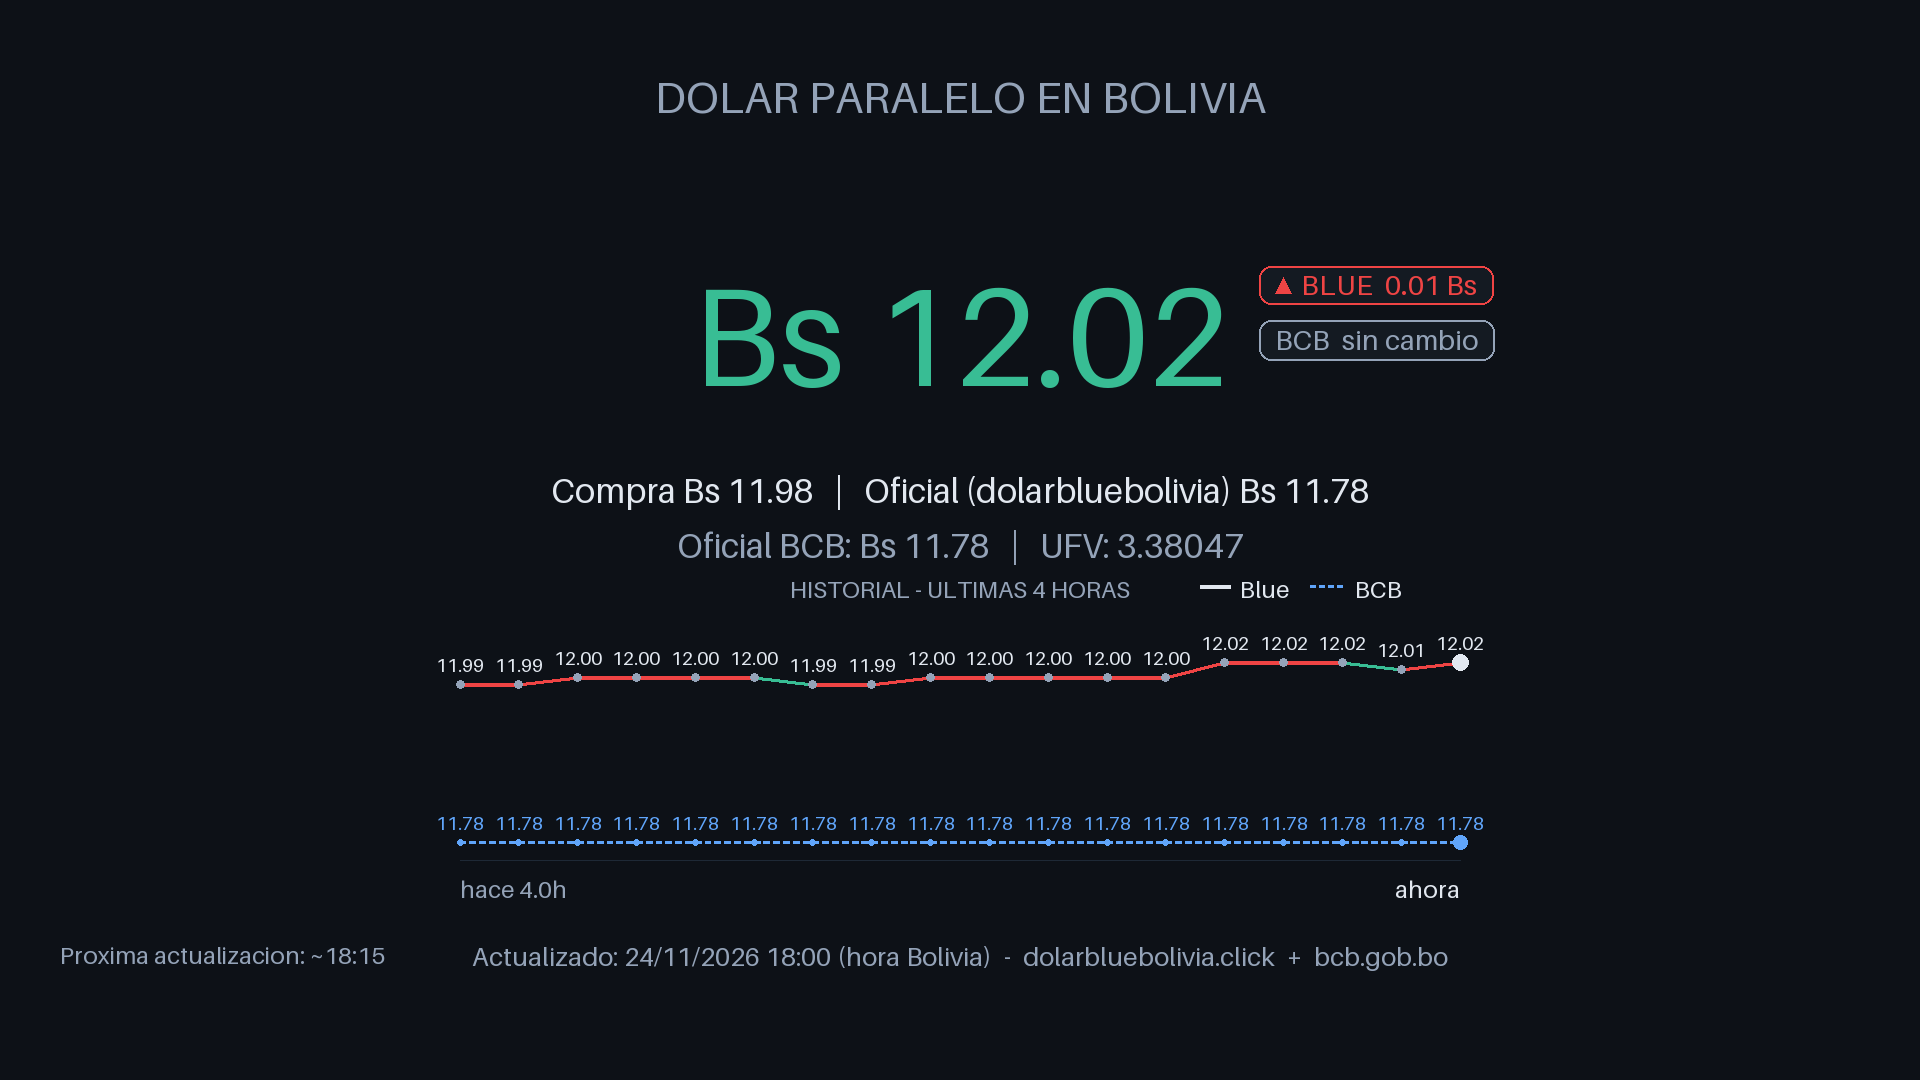 DOLAR PARALELO EN BOLIVIA
Bs 12.02
▲ BLUE 0.01 Bs
BCB sin cambio
Compra Bs 11.98 | Oficial (dolarbluebolivia) Bs 11.78
Oficial BCB: Bs 11.78 | UFV: 3.38047
HISTORIAL - ULTIMAS 4 HORAS Blue BCB
11.99 11.99 12.00 12.00 12.00 12.00 11.99 11.99 12.00 12.00 12.00 12.00 12.00 12.02 12.02 12.02 12.01 12.02
11.78 11.78 11.78 11.78 11.78 11.78 11.78 11.78 11.78 11.78 11.78 11.78 11.78 11.78 11.78 11.78 11.78 11.78
hace 4.0h ahora
Proxima actualizacion: ~18:15 Actualizado: 24/11/2026 18:00 (hora Bolivia) - dolarbluebolivia.click + bcb.gob.bo